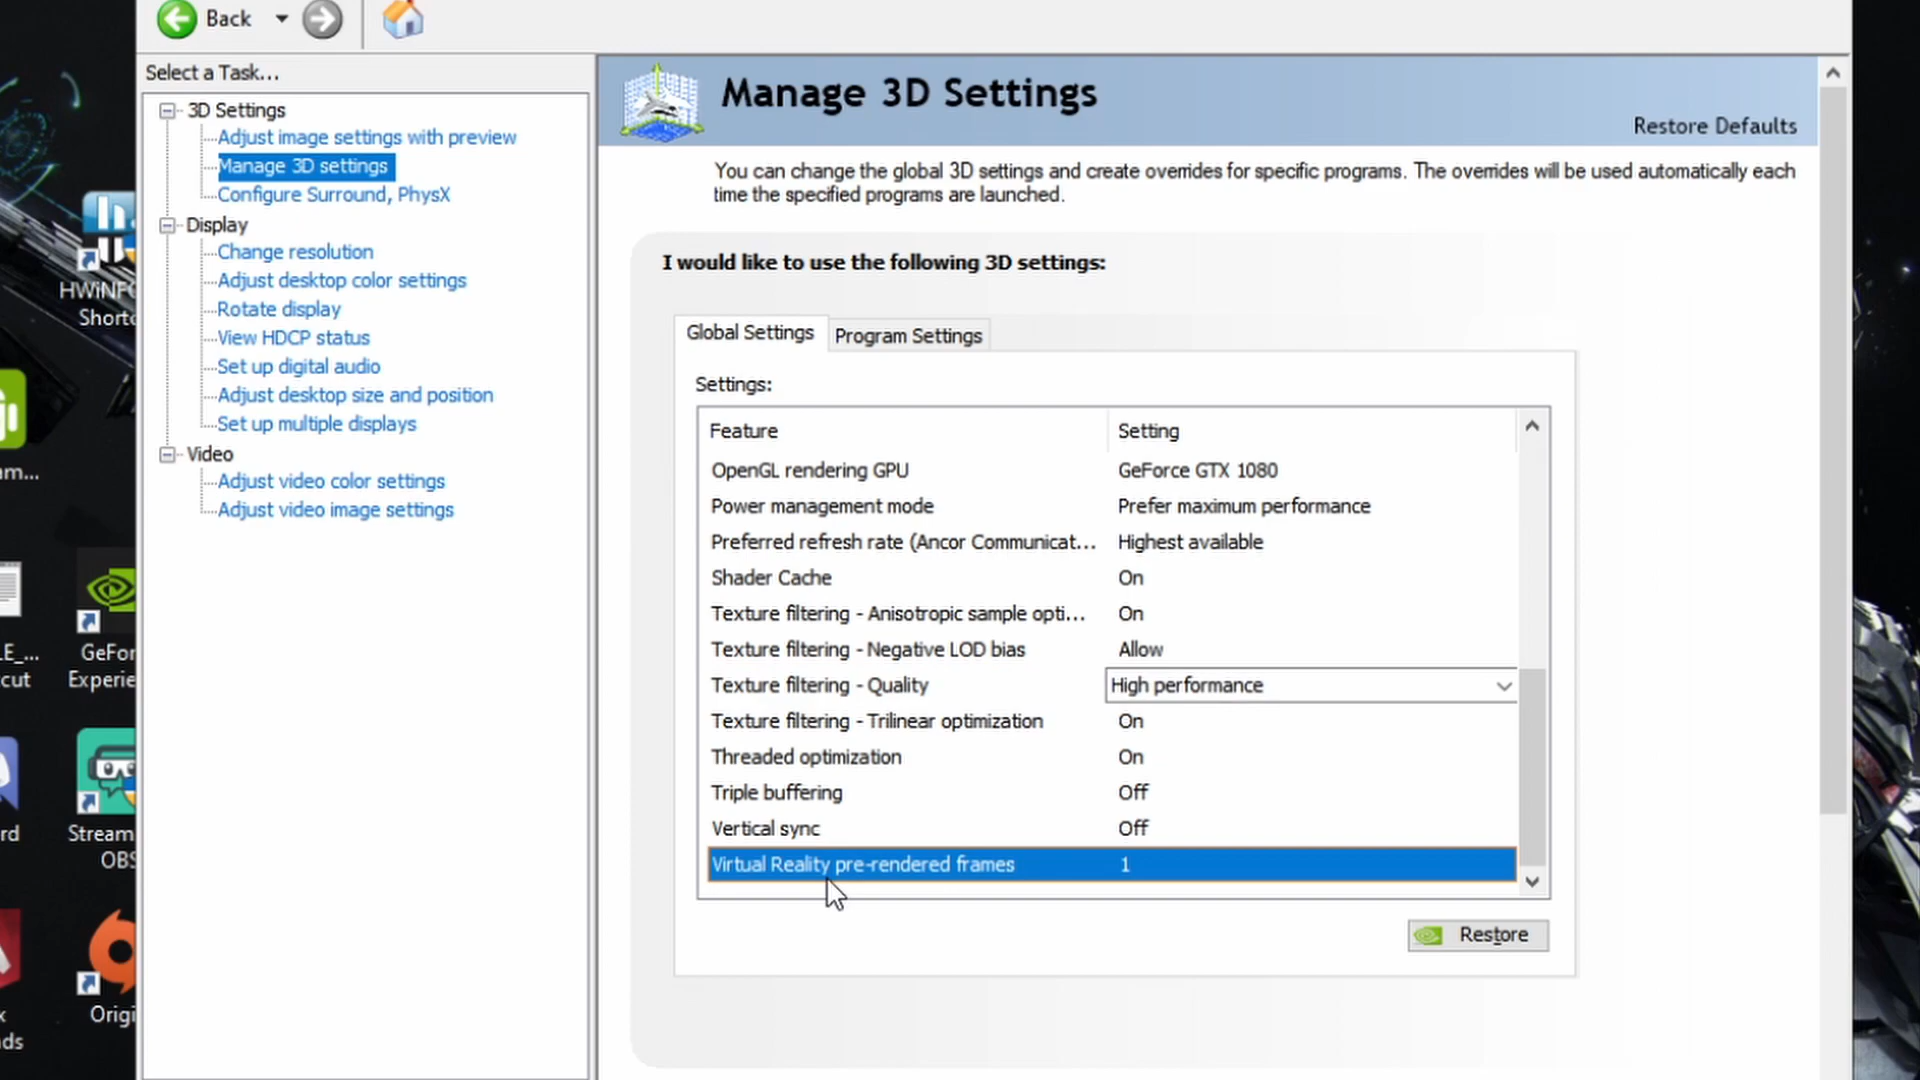 Back
Select a Task...
3D Settings
Adjust image settings with preview
Manage 3D settings
Configure Surround, PhysX
Display
Change resolution
Adjust desktop color settings
Rotate display
View HDCP status
Set up digital audio
Adjust desktop size and position
Set up multiple displays
Video
Adjust video color settings
Adjust video image settings
Manage 3D Settings
Restore Defaults
You can change the global 3D settings and create overrides for specific programs. The overrides will be used automatically each
time the specified programs are launched.
I would like to use the following 3D settings:
Global Settings Program Settings
Settings:
Feature Setting
OpenGL rendering GPU GeForce GTX 1080
Power management mode Prefer maximum performance
Preferred refresh rate (Ancor Communicat... Highest available
Shader Cache On
Texture filtering - Anisotropic sample opti... On
Texture filtering - Negative LOD bias Allow
Texture filtering - Quality High performance
Texture filtering - Trilinear optimization On
Threaded optimization On
Triple buffering Off
Vertical sync Off
Virtual Reality pre-rendered frames 1
Restore
HWiNFO
Shortc
am...
LE_...
cut
GeFor
Experie
rd
Stream
OBS
Origi
x
ds